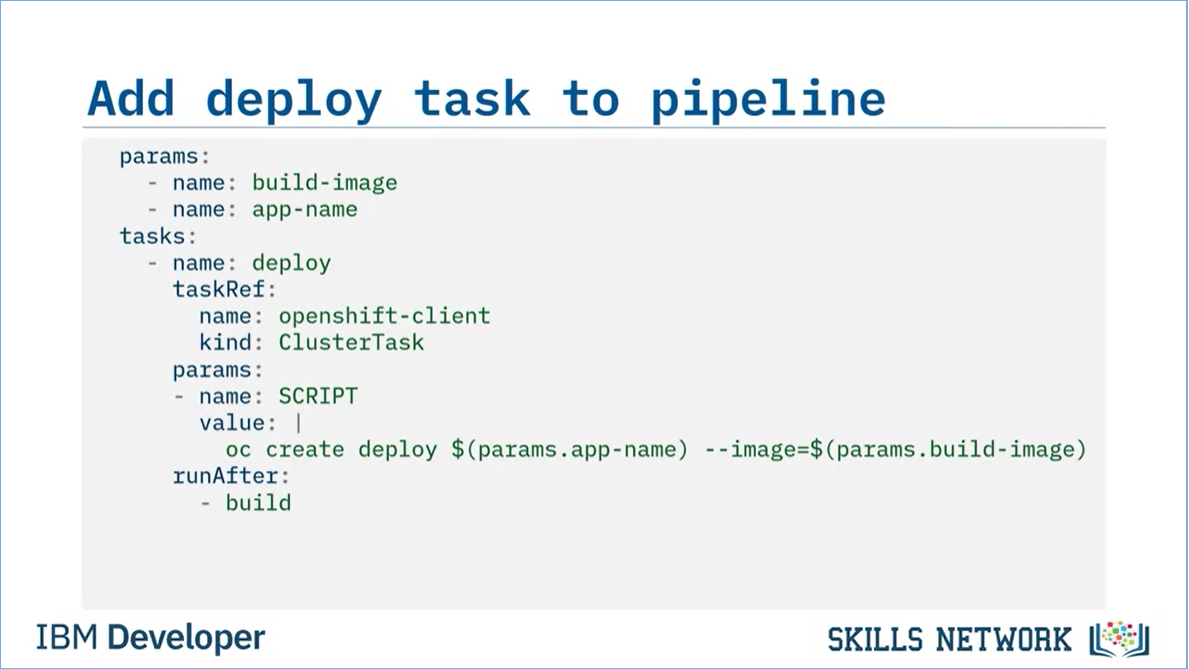 Add deploy task to pipeline
params:
  - name: build-image
  - name: app-name
tasks:
  - name: deploy
    taskRef:
      name: openshift-client
      kind: ClusterTask
    params:
    - name: SCRIPT
      value: |
        oc create deploy $(params.app-name) --image=$(params.build-image)
    runAfter:
      - build
IBM Developer
SKILLS NETWORK